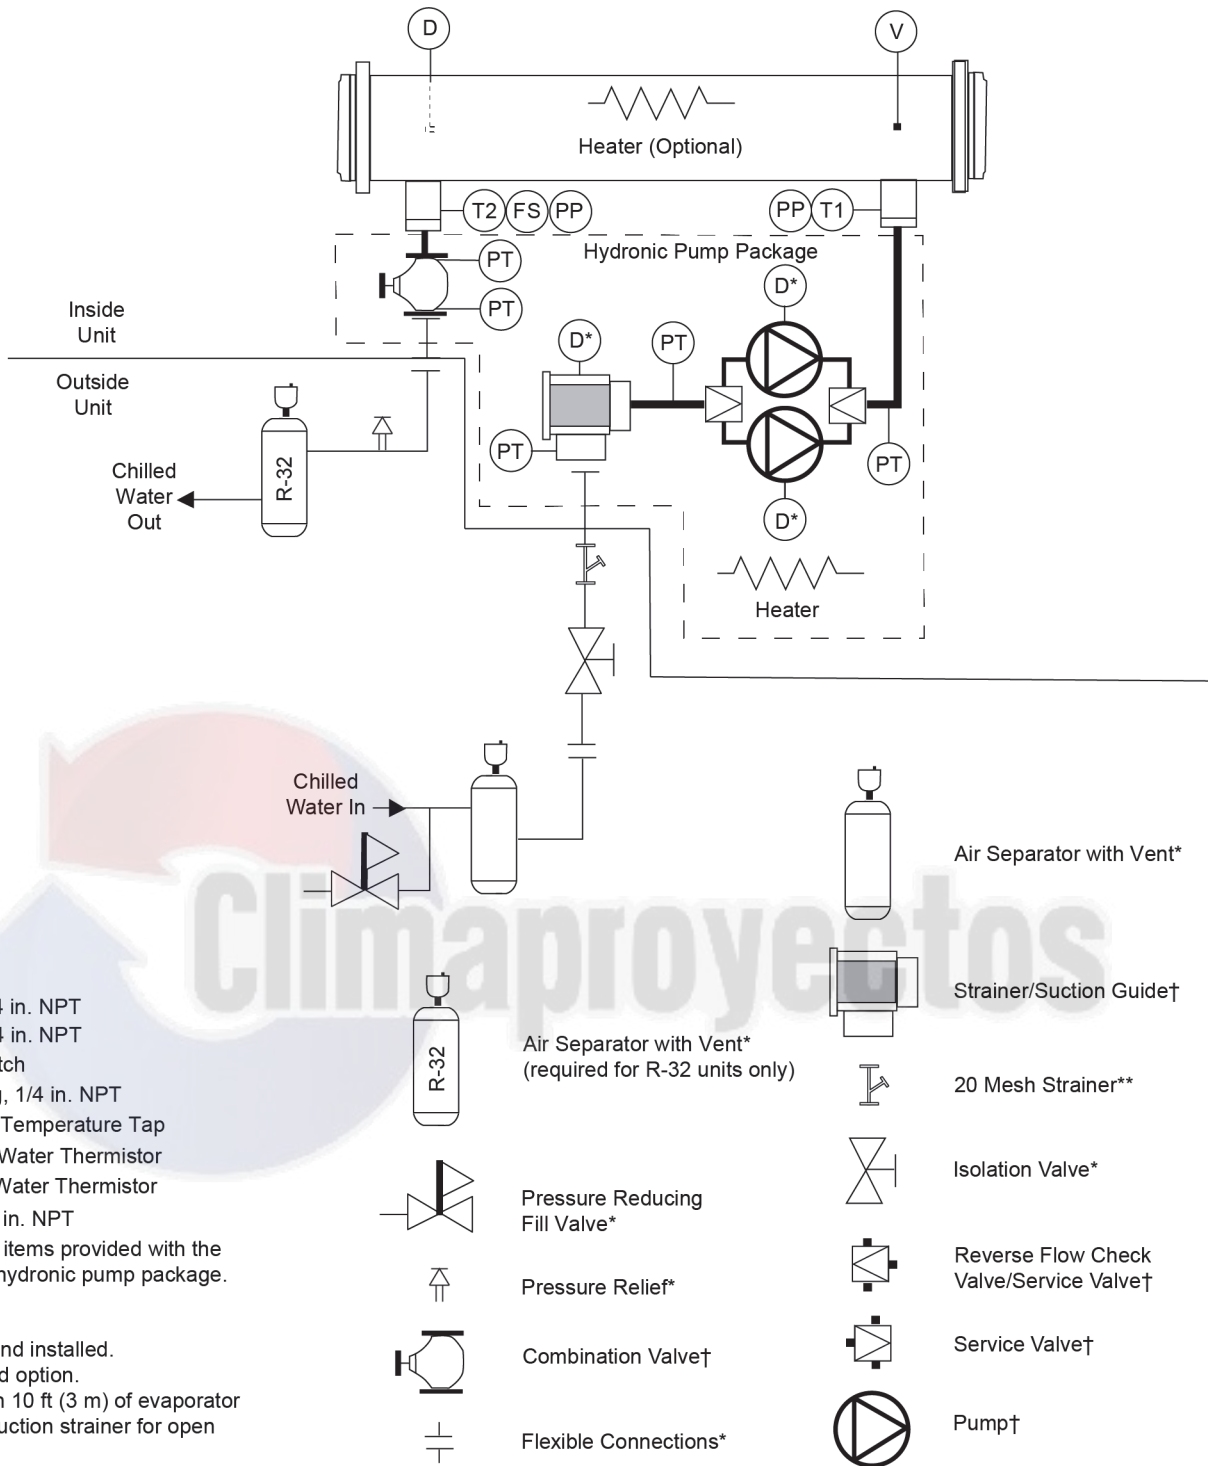 D
V
Heater (Optional)
T2 FS PP
PP T1
Hydronic Pump Package
PT
D*
PT
Inside
Unit
D*
PT
Outside
Unit
PT
PT
R-32
Chilled
Water
Out
D*
Heater
Chilled
Water In
Air Separator with Vent*
Climaproyectos
Strainer/Suction Guide†
in. NPT
in. NPT
R-32
Air Separator with Vent*
(required for R-32 units only)
20 Mesh Strainer**
1/4 in. NPT
Temperature Tap
Water Thermistor
Water Thermistor
Isolation Valve*
Pressure Reducing
Fill Valve*
in. NPT
items provided with the
hydronic pump package.
Reverse Flow Check
Valve/Service Valve†
Pressure Relief*
installed.
Service Valve†
Combination Valve†
option.
10 ft (3 m) of evaporator
strainer for open
Pump†
Flexible Connections*